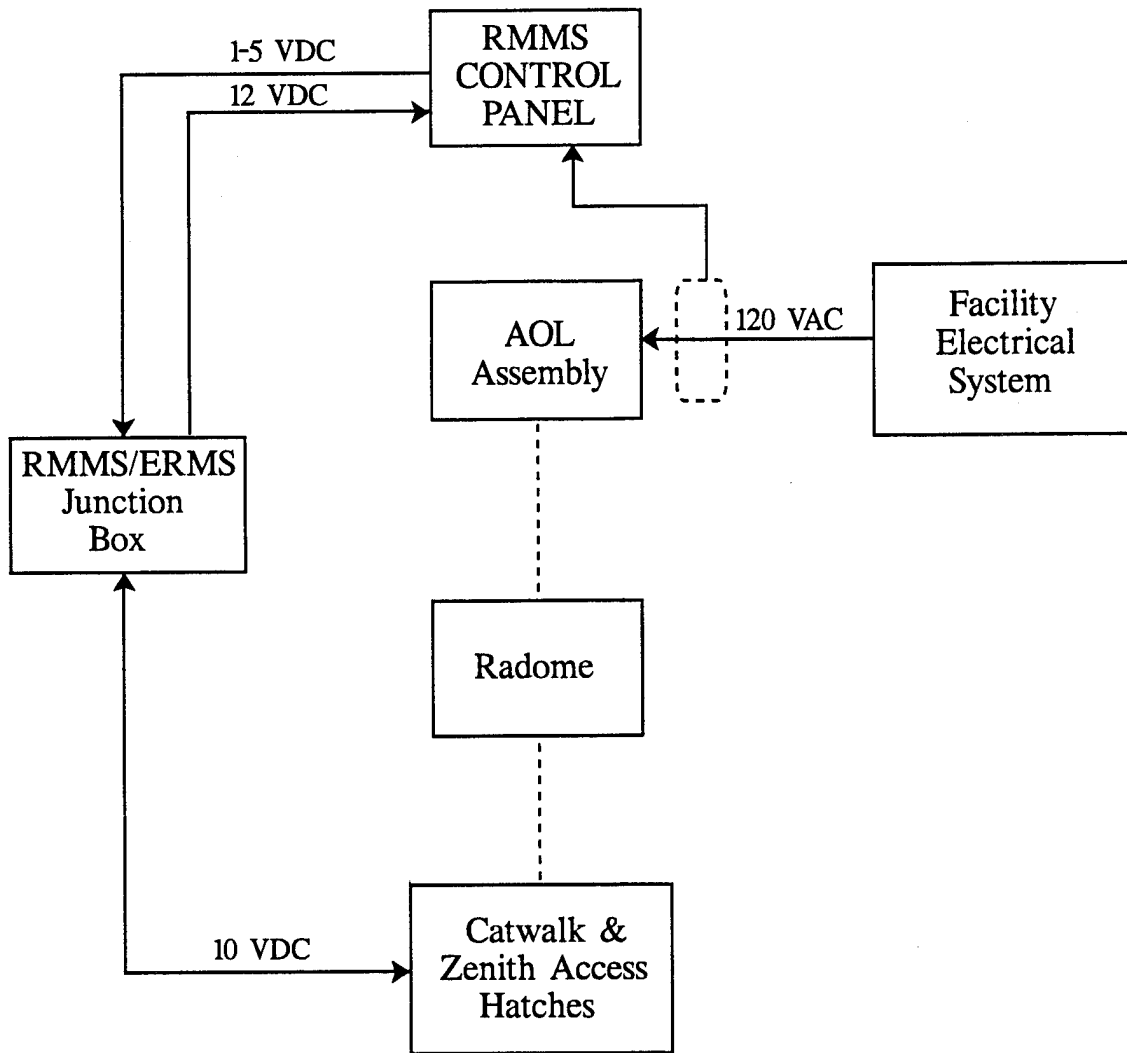 1-5 VDC
12 VDC
RMMS
CONTROL
PANEL
AOL
Assembly
120 VAC
Facility
Electrical
System
RMMS/ERMS
Junction
Box
Radome
10 VDC
Catwalk &
Zenith Access
Hatches